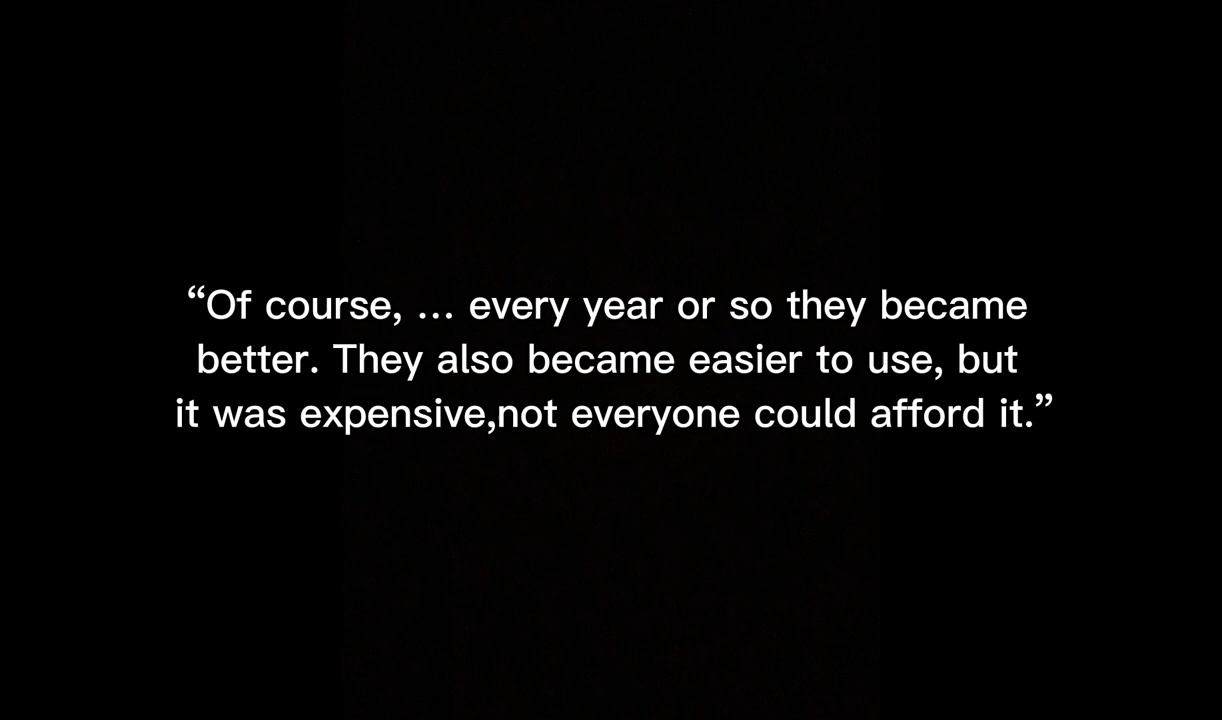 “Of course, ... every year or so they became
better. They also became easier to use, but
it was expensive,not everyone could afford it.”